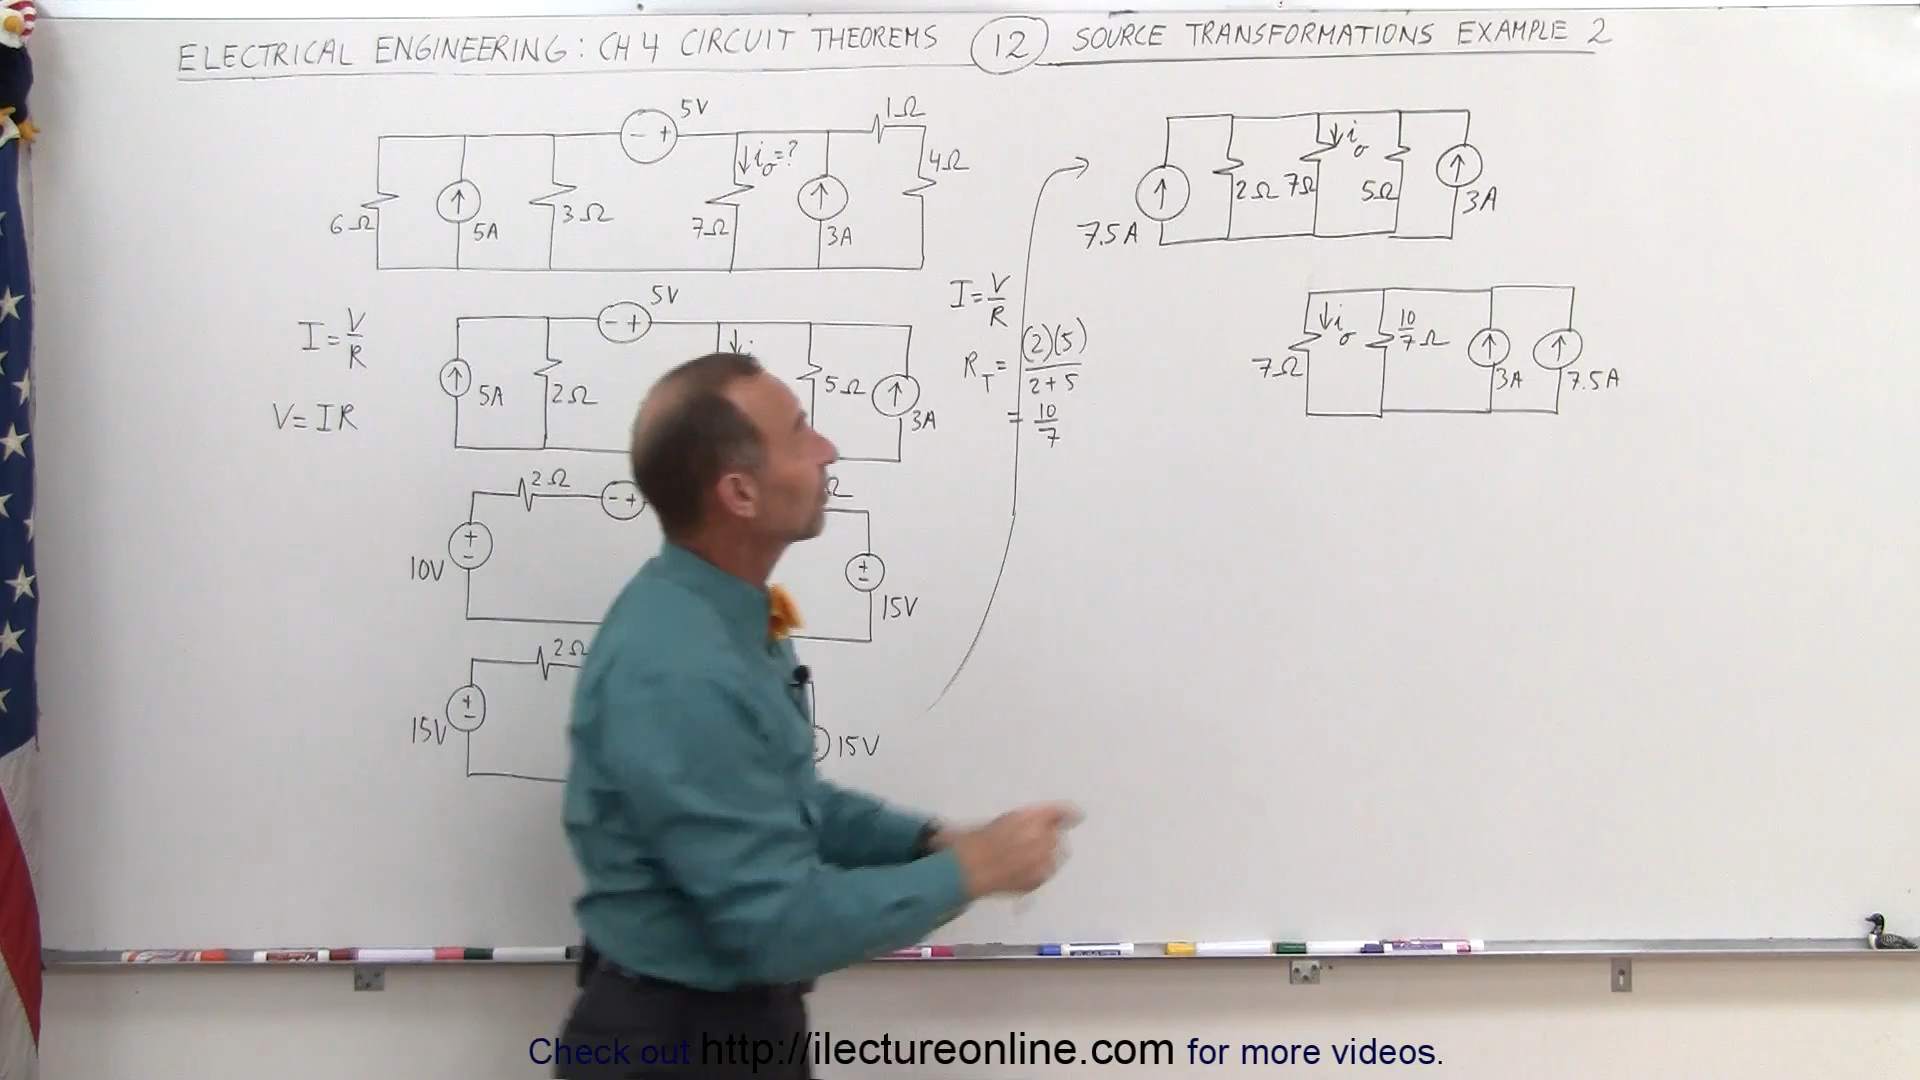 ELECTRICAL ENGINEERING: CH 4 CIRCUIT THEOREMS 12 SOURCE TRANSFORMATIONS EXAMPLE 2
5V
1Ω
i₀=?
4Ω
6Ω
5A
3Ω
7Ω
3A
5V
I = V/R
i
5A
2Ω
5Ω
3A
V = IR
2Ω
Ω
10V
15V
2Ω
15V
15V
I = V/R
R_T = (2)(5)/2+5
= 10/7
i₀
7.5A
2Ω
7Ω
5Ω
3A
i₀
7Ω
10/7 Ω
3A
7.5A
Check out http://ilectureonline.com for more videos.